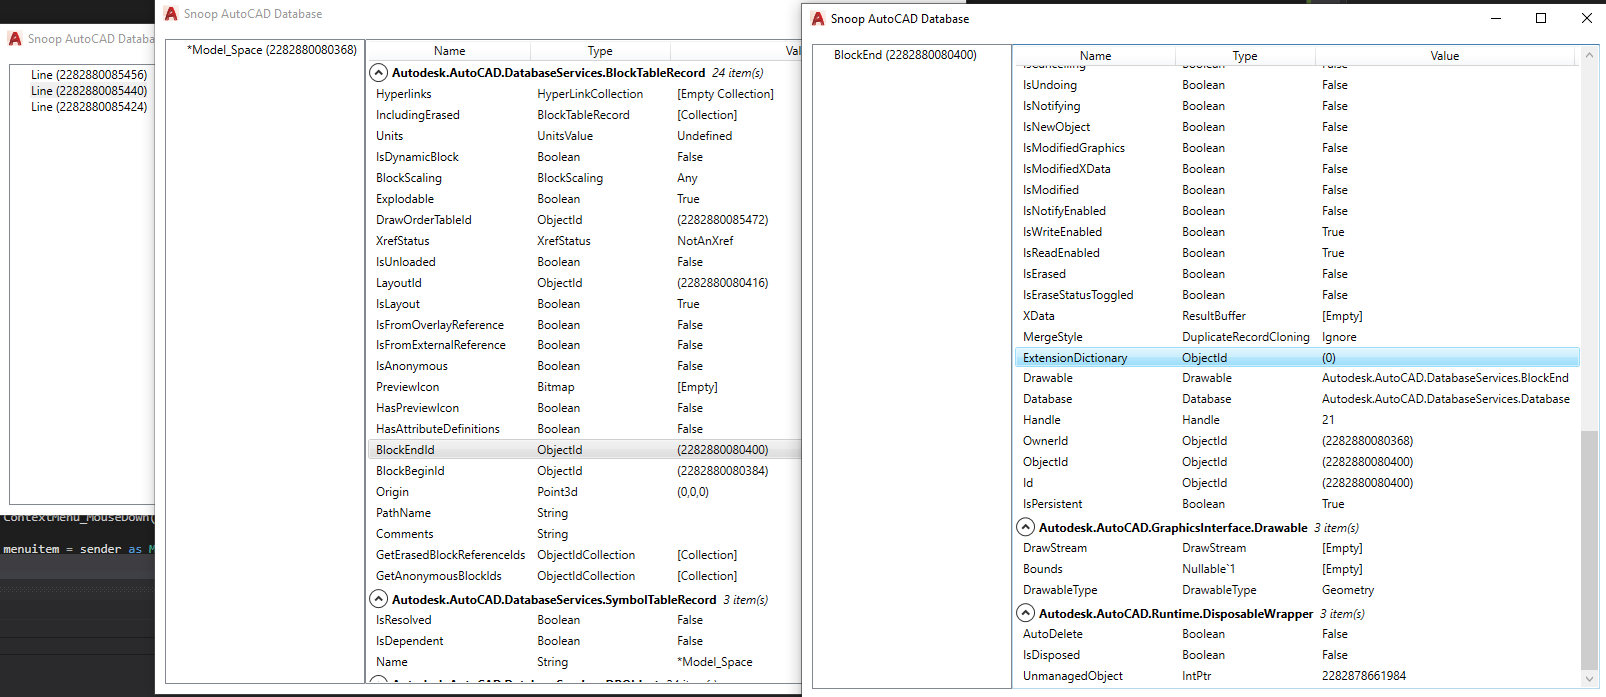 Snoop AutoCAD Databa
Line (2282880085456)
Line (2282880085440)
Line (2282880085424)
ContextMenu_MouseDown(
menuitem = sender as M
Snoop AutoCAD Database
*Model_Space (2282880080368)
Name Type Val
Autodesk.AutoCAD.DatabaseServices.BlockTableRecord 24 item(s)
Hyperlinks HyperLinkCollection [Empty Collection]
IncludingErased BlockTableRecord [Collection]
Units UnitsValue Undefined
IsDynamicBlock Boolean False
BlockScaling BlockScaling Any
Explodable Boolean True
DrawOrderTableId ObjectId (2282880085472)
XrefStatus XrefStatus NotAnXref
IsUnloaded Boolean False
LayoutId ObjectId (2282880080416)
IsLayout Boolean True
IsFromOverlayReference Boolean False
IsFromExternalReference Boolean False
IsAnonymous Boolean False
PreviewIcon Bitmap [Empty]
HasPreviewIcon Boolean False
HasAttributeDefinitions Boolean False
BlockEndId ObjectId (2282880080400)
BlockBeginId ObjectId (2282880080384)
Origin Point3d (0,0,0)
PathName String
Comments String
GetErasedBlockReferenceIds ObjectIdCollection [Collection]
GetAnonymousBlockIds ObjectIdCollection [Collection]
Autodesk.AutoCAD.DatabaseServices.SymbolTableRecord 3 item(s)
IsResolved Boolean False
IsDependent Boolean False
Name String *Model_Space
Snoop AutoCAD Database
BlockEnd (2282880080400)
Name Type Value
IsCancelling Boolean False
IsUndoing Boolean False
IsNotifying Boolean False
IsNewObject Boolean False
IsModifiedGraphics Boolean False
IsModifiedXData Boolean False
IsModified Boolean False
IsNotifyEnabled Boolean False
IsWriteEnabled Boolean True
IsReadEnabled Boolean True
IsErased Boolean False
IsEraseStatusToggled Boolean False
XData ResultBuffer [Empty]
MergeStyle DuplicateRecordCloning Ignore
ExtensionDictionary ObjectId (0)
Drawable Drawable Autodesk.AutoCAD.DatabaseServices.BlockEnd
Database Database Autodesk.AutoCAD.DatabaseServices.Database
Handle Handle 21
OwnerId ObjectId (2282880080368)
ObjectId ObjectId (2282880080400)
Id ObjectId (2282880080400)
IsPersistent Boolean True
Autodesk.AutoCAD.GraphicsInterface.Drawable 3 item(s)
DrawStream DrawStream [Empty]
Bounds Nullable`1 [Empty]
DrawableType DrawableType Geometry
Autodesk.AutoCAD.Runtime.DisposableWrapper 3 item(s)
AutoDelete Boolean False
IsDisposed Boolean False
UnmanagedObject IntPtr 2282878661984